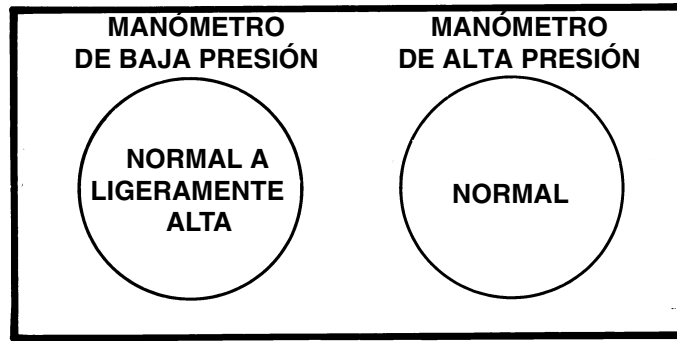 MANÓMETRO
DE BAJA PRESIÓN
MANÓMETRO
DE ALTA PRESIÓN
NORMAL A
LIGERAMENTE
ALTA
NORMAL